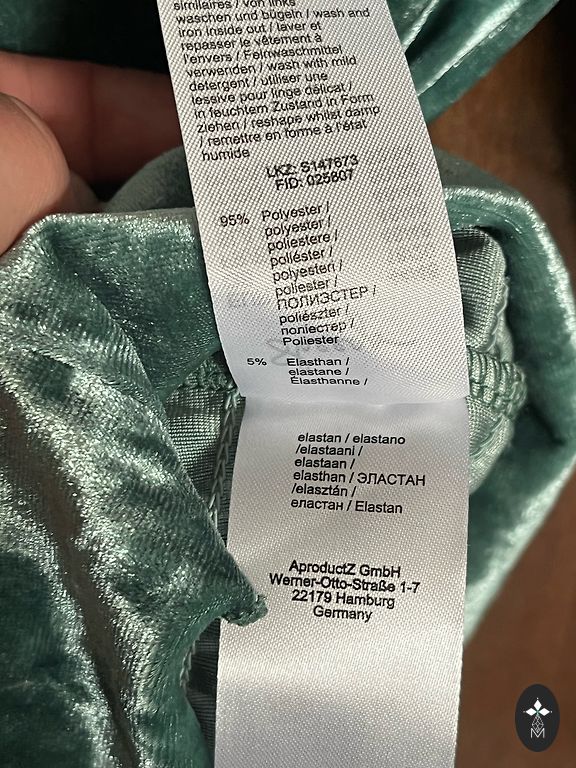 similaires / von links
waschen und bügeln / wash and
iron inside out / laver et
repasser le vêtement à
l'envers / Feinwaschmittel
verwenden / wash with mild
detergent / utiliser une
lessive pour linge délicat /
in feuchtem Zustand in Form
ziehen / reshape whilst damp
/ remettre en forme à l'état
humide
LKZ: S147673
FID: 025807
95% Polyester /
polyester /
poliestere /
poliéster /
polyesteri /
poliester /
ПОЛИЭСТЕР /
poliészter /
полиестер /
Poliester
5% Elasthan /
elastane /
Élasthanne /
elastan / elastano
/elastaani /
elastaan /
elasthan / ЭЛАСТАН
/elasztán /
еластан / Elastan
AproductZ GmbH
Werner-Otto-Straße 1-7
22179 Hamburg
Germany
M